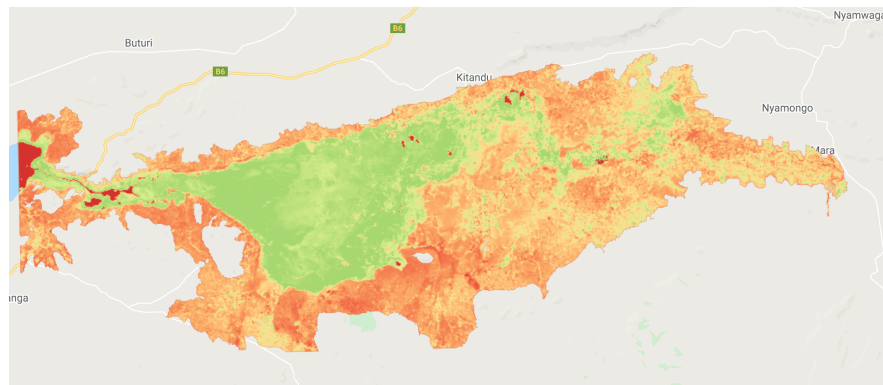 Nyamwaga
Buturi
B6
B6
Kitandu
Nyamongo
Mara
anga